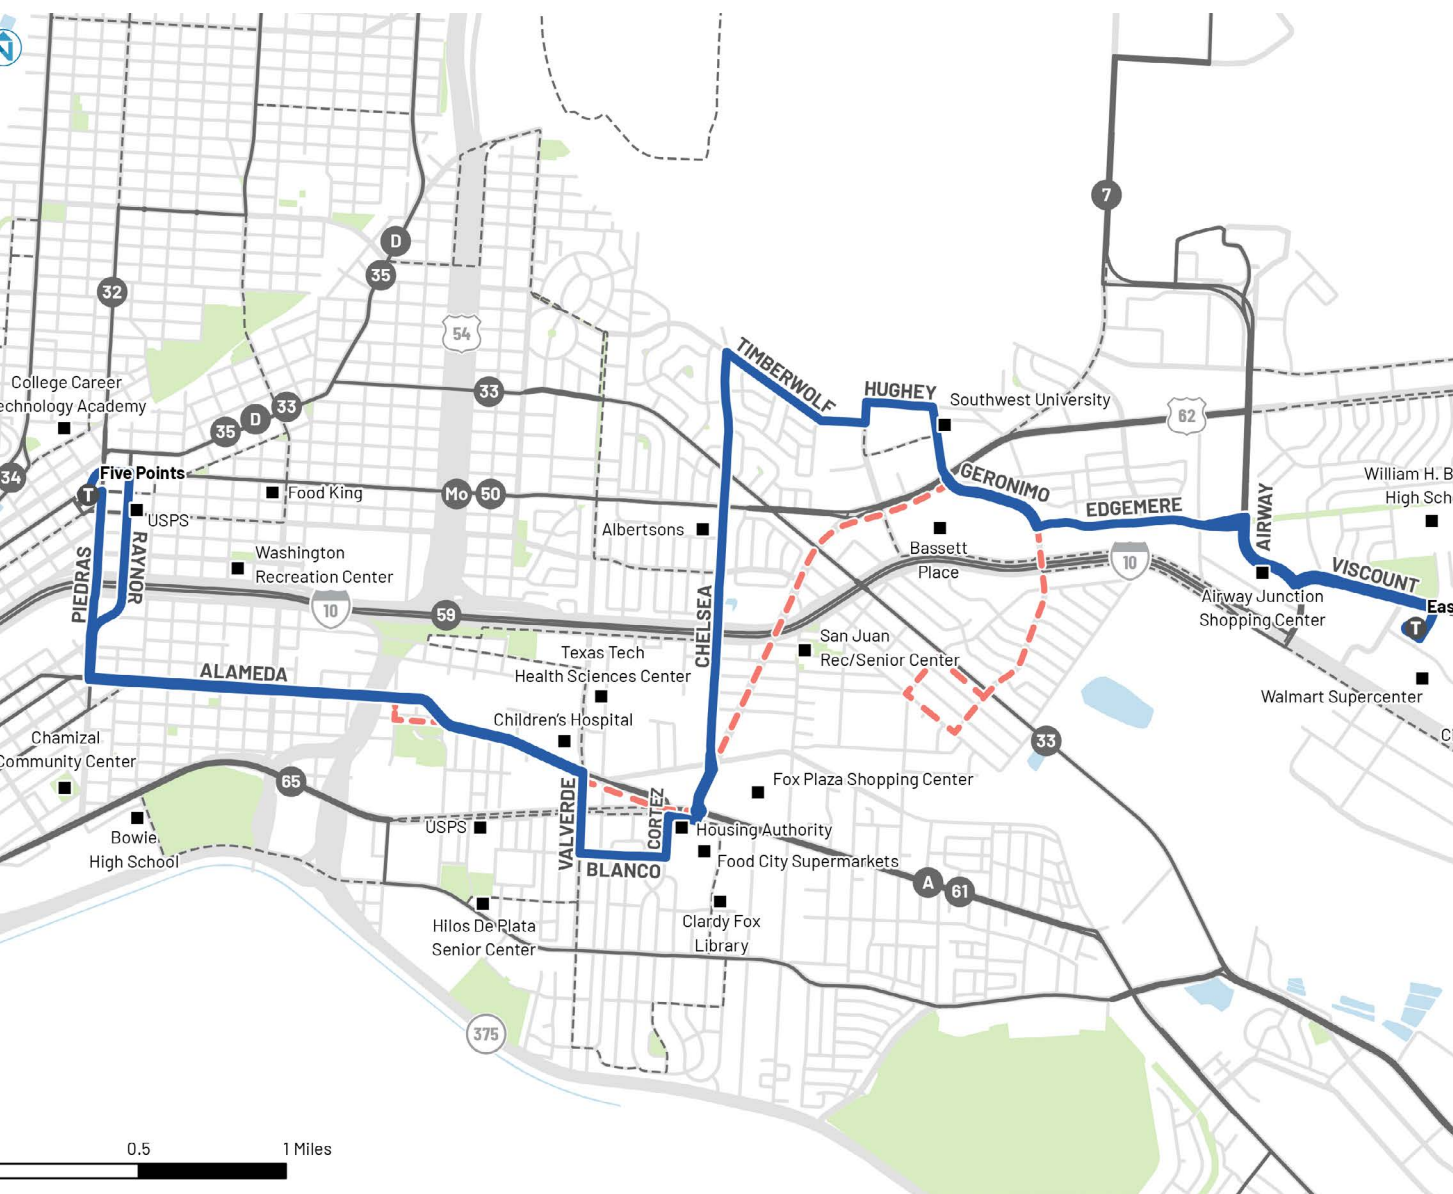 N
7
D
35
32
54
TIMBERWOLF
HUGHEY
Southwest University
College Career
echnology Academy
33
33
D
35
62
34
Five Points
T
Food King
Mo
50
GERONIMO
EDGEMERE
AIRWAY
William H. B
High Sch
USPS
Albertsons
Bassett
Place
Washington
Recreation Center
PIEDRAS
RAYNOR
10
59
10
VISCOUNT
Airway Junction
Shopping Center
Eas
T
CHELSEA
San Juan
Rec/Senior Center
Texas Tech
Health Sciences Center
ALAMEDA
Walmart Supercenter
Children's Hospital
Chamizal
Community Center
33
C
65
Fox Plaza Shopping Center
VALVERDE
CORTEZ
USPS
Housing Authority
Bowie
High School
BLANCO
Food City Supermarkets
A
61
Hilos De Plata
Senior Center
Clardy Fox
Library
375
0.5
1 Miles